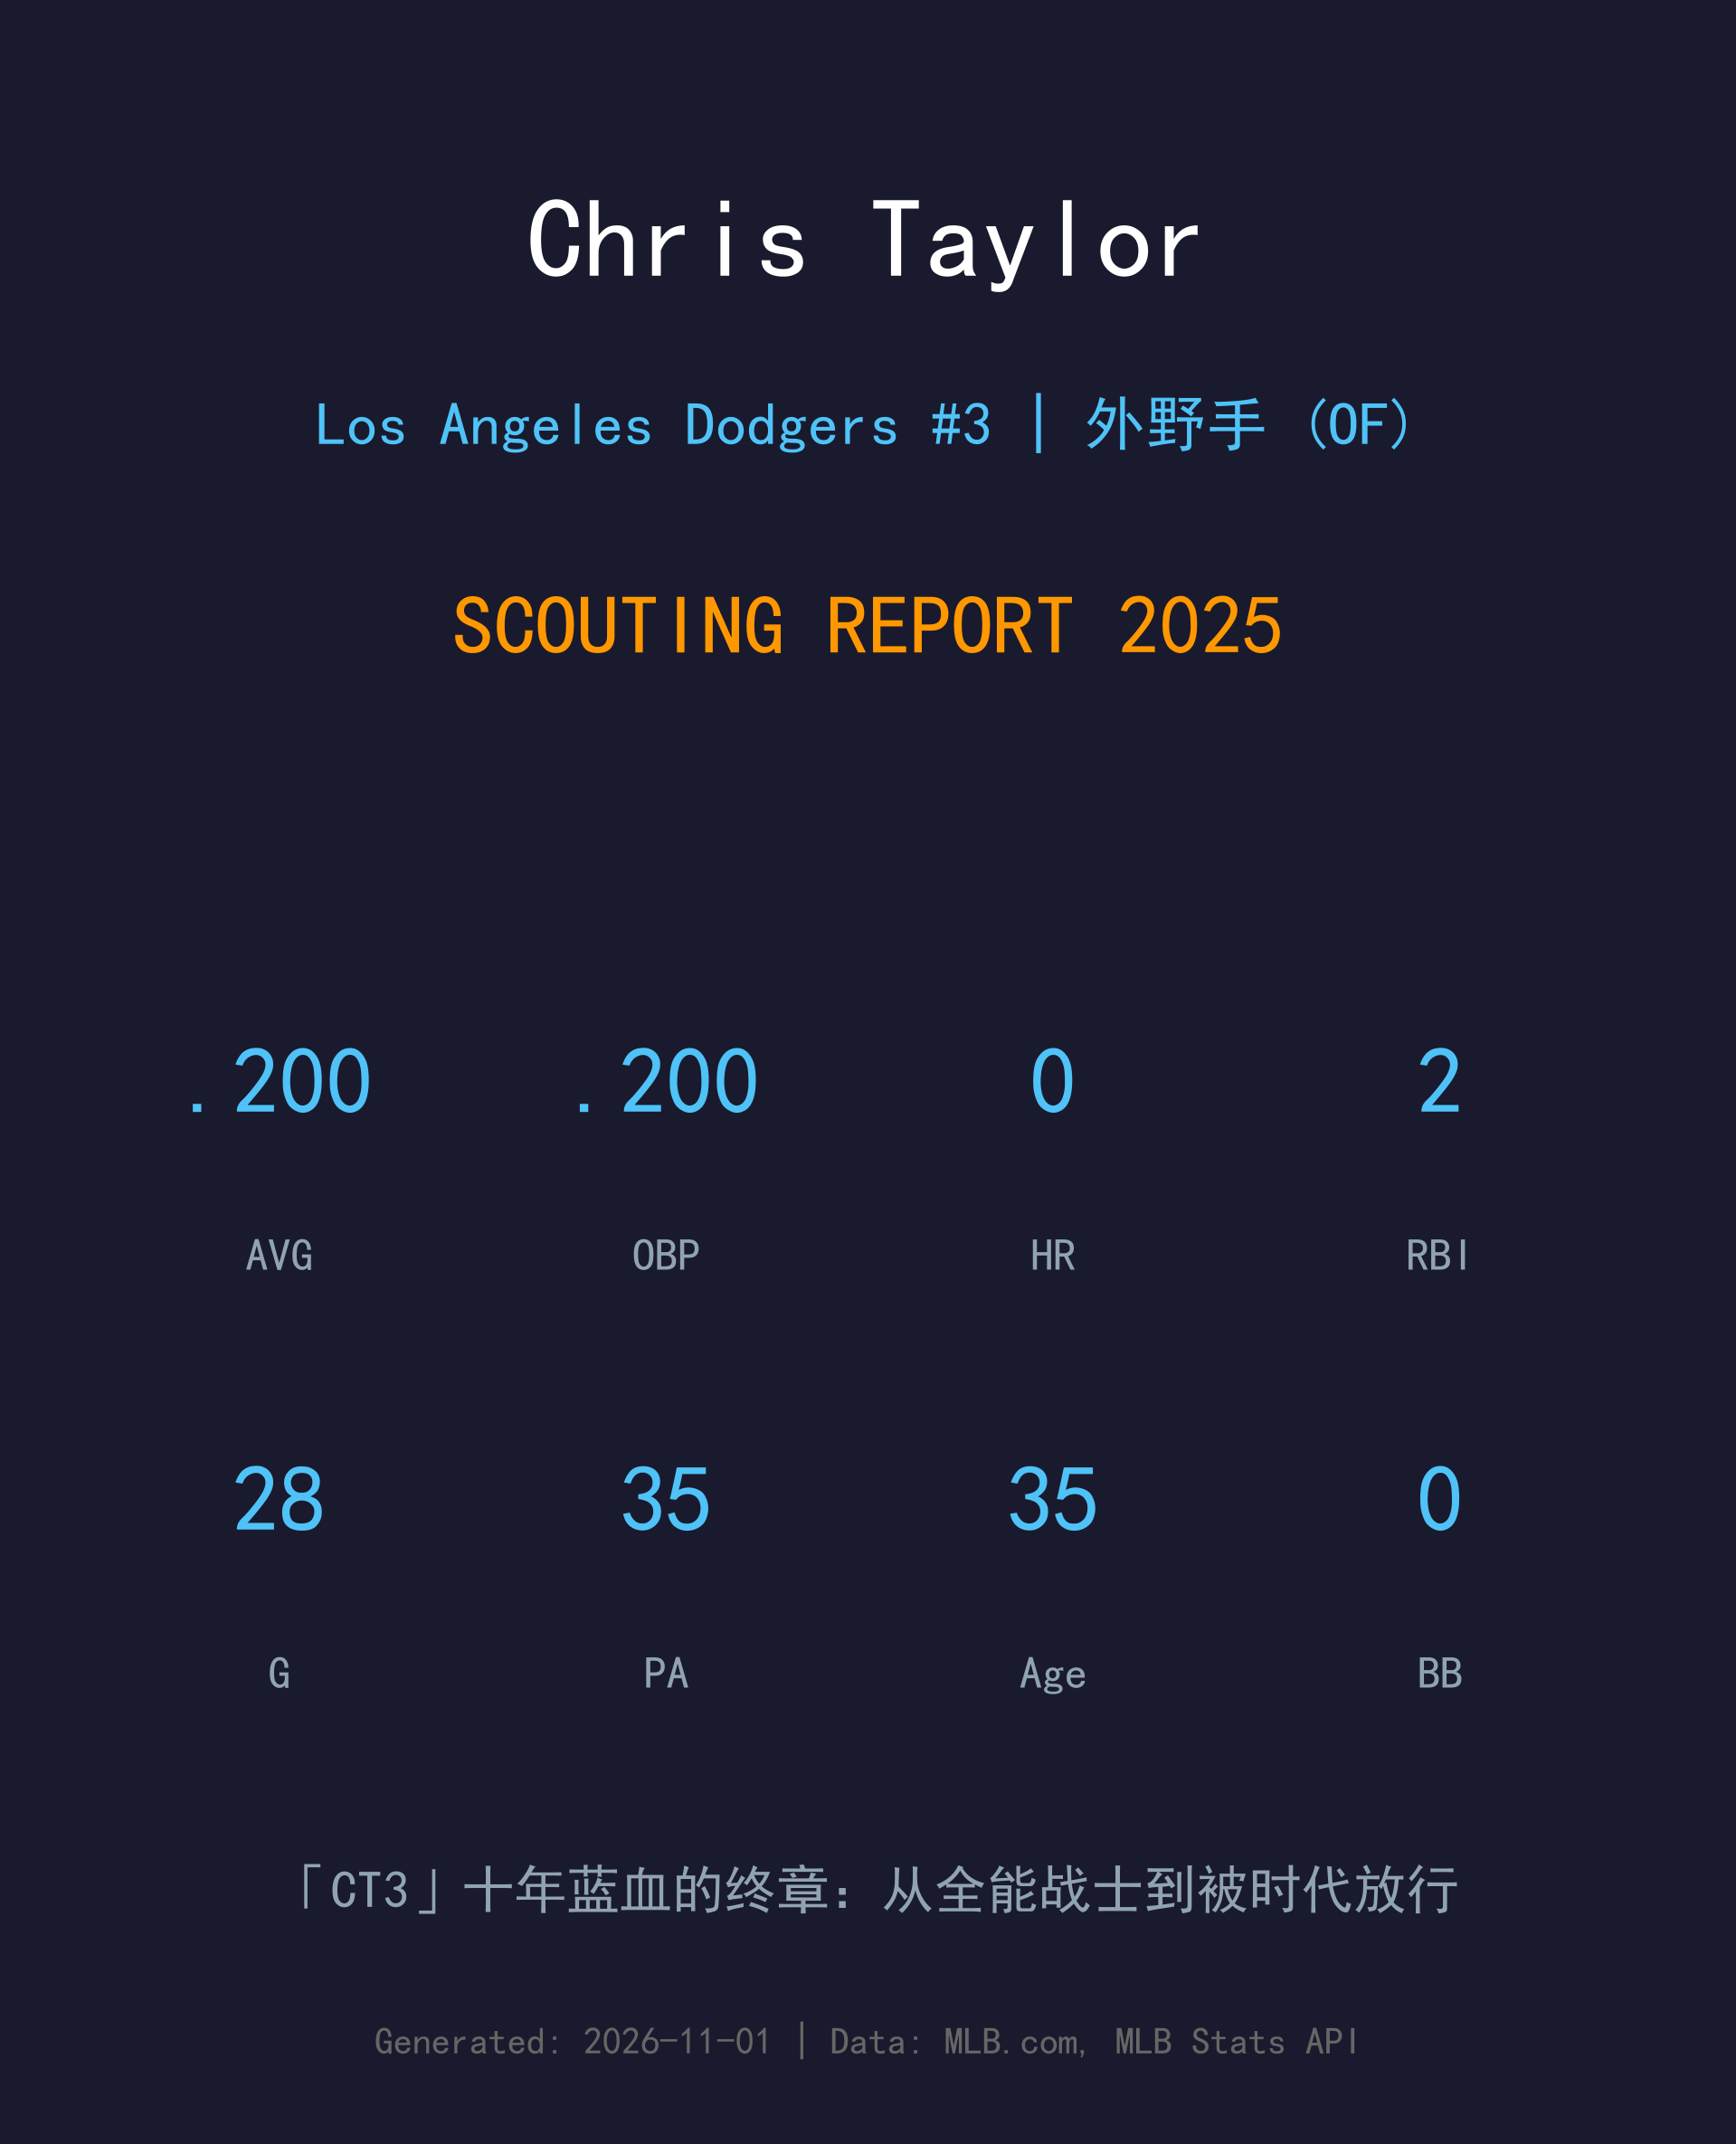 Chris Taylor
Los Angeles Dodgers #3 | 外野手 (OF)
SCOUTING REPORT 2025
.200 .200 0 2
AVG OBP HR RBI
28 35 35 0
G PA Age BB
「CT3」十年蓝血的终章: 从全能战士到被时代放行
Generated: 2026-11-01 | Data: MLB.com, MLB Stats API